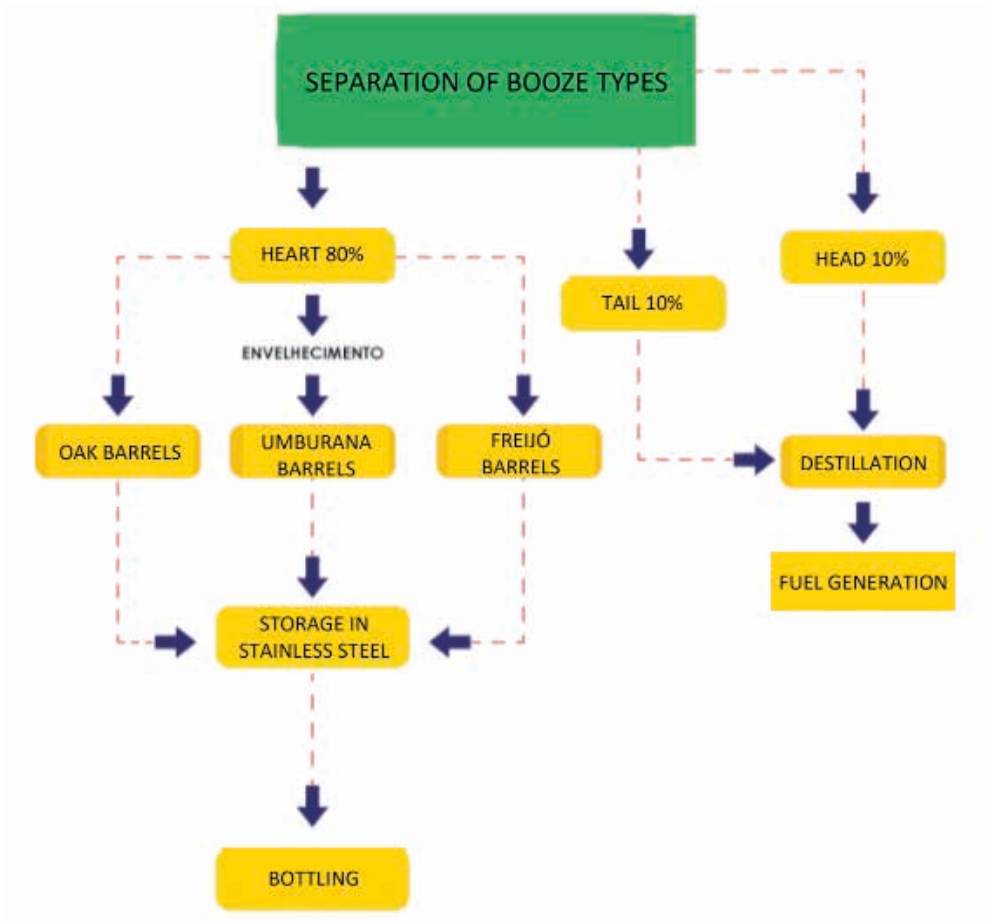 SEPARATION OF BOOZE TYPES
HEART 80%
HEAD 10%
TAIL 10%
ENVELHECIMENTO
OAK BARRELS
UMBURANA
BARRELS
FREIJÓ
BARRELS
DESTILLATION
FUEL GENERATION
STORAGE IN
STAINLESS STEEL
BOTTLING